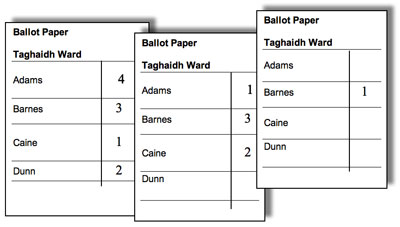 Ballot Paper
Taghaidh Ward
Adams 4
Barnes 3
Caine 1
Dunn 2
Ballot Paper
Taghaidh Ward
Adams 1
Barnes 3
Caine 2
Dunn
Ballot Paper
Taghaidh Ward
Adams
Barnes 1
Caine
Dunn